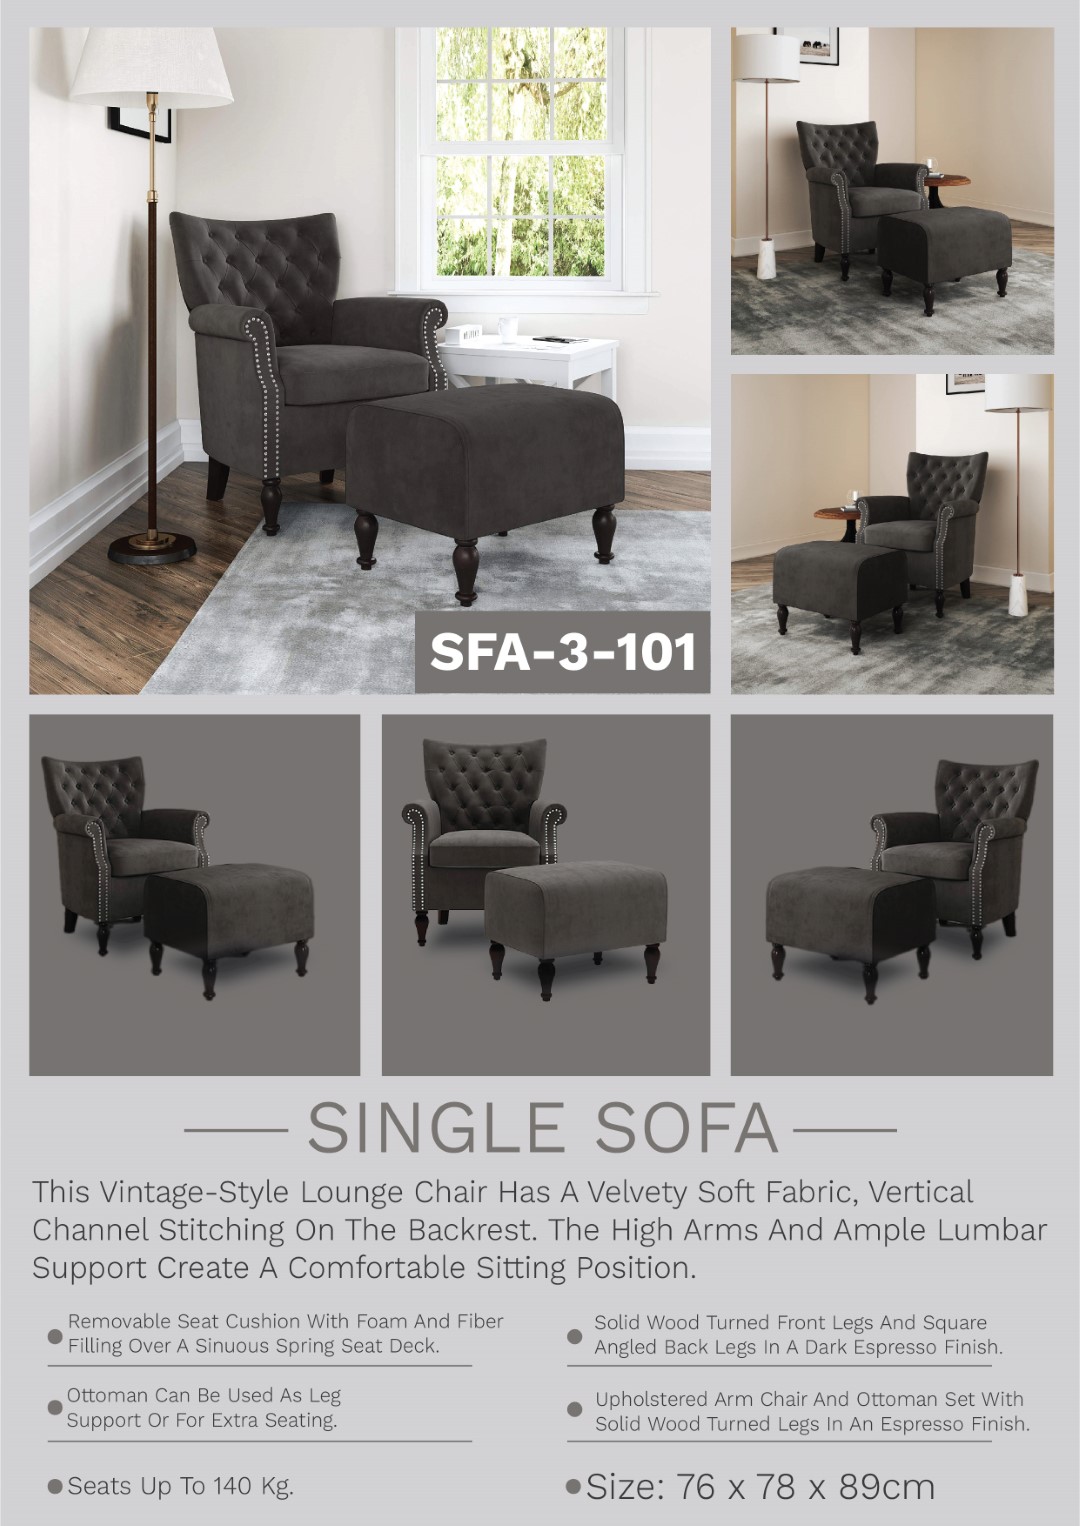 SFA-3-101
SINGLE SOFA
This Vintage-Style Lounge Chair Has A Velvety Soft Fabric, Vertical
Channel Stitching On The Backrest. The High Arms And Ample Lumbar
Support Create A Comfortable Sitting Position.
Removable Seat Cushion With Foam And Fiber
Filling Over A Sinuous Spring Seat Deck.
Ottoman Can Be Used As Leg
Support Or For Extra Seating.
Seats Up To 140 Kg.
Solid Wood Turned Front Legs And Square
Angled Back Legs In A Dark Espresso Finish.
Upholstered Arm Chair And Ottoman Set With
Solid Wood Turned Legs In An Espresso Finish.
Size: 76 x 78 x 89cm